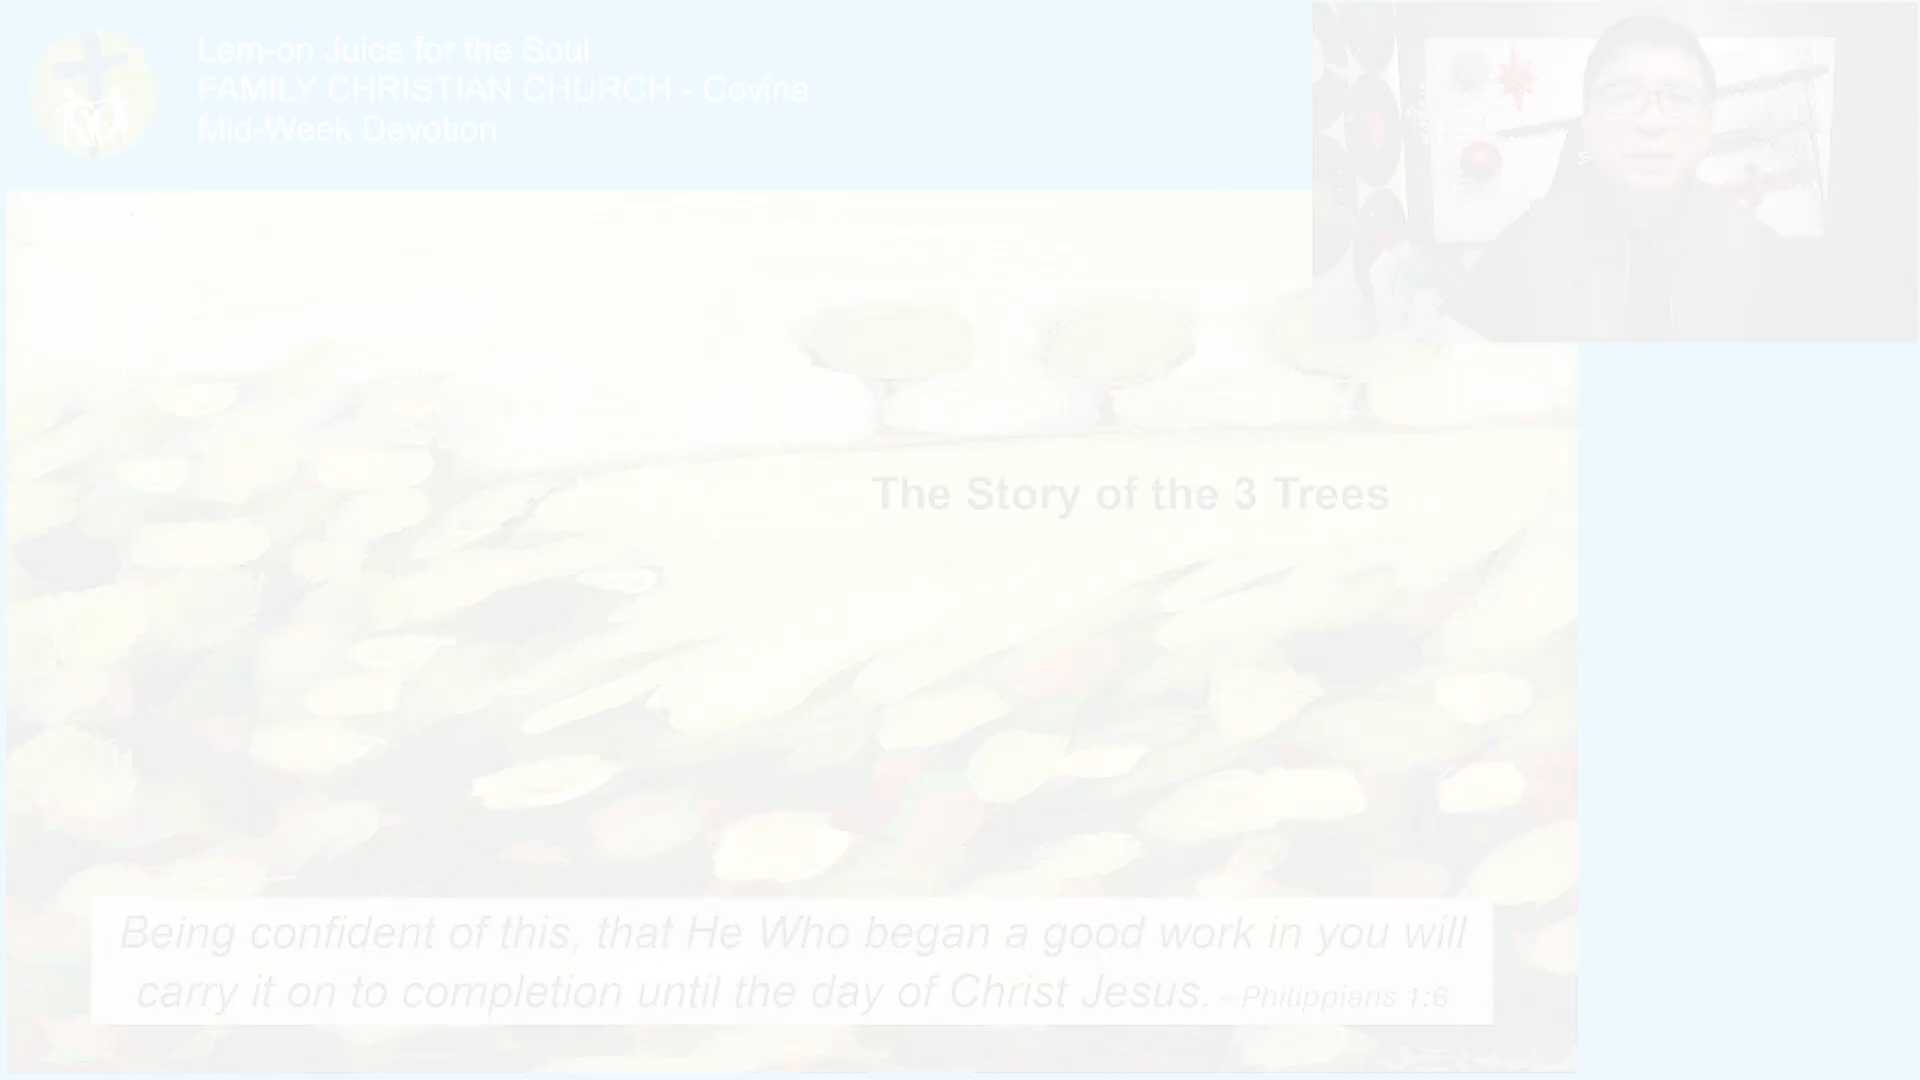 Lem-on Juice for the Soul
FAMILY CHRISTIAN CHURCH - Covina
Mid-Week Devotion
The Story of the 3 Trees
Being confident of this, that He Who began a good work in you will
carry it on to completion until the day of Christ Jesus. – Philippians 1:6